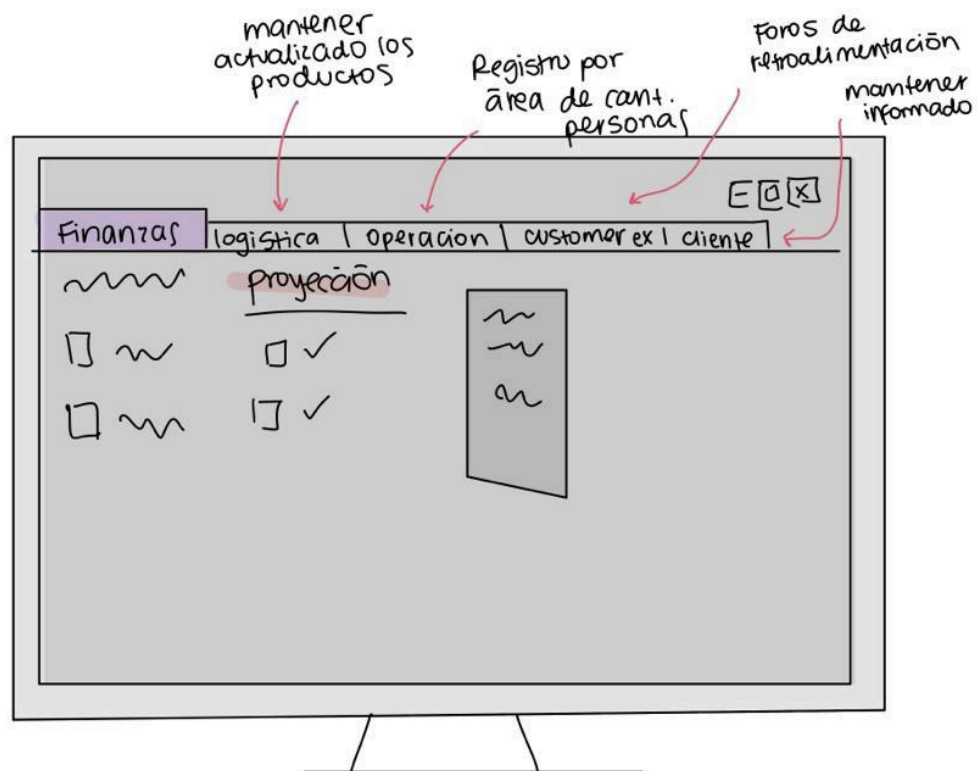 mantener
actualizado los
productos
Registro por
área de cant.
personas
Foros de
retroalimentación
mantener
informado
Finanzas logistica operacion customer ex cliente
proyección